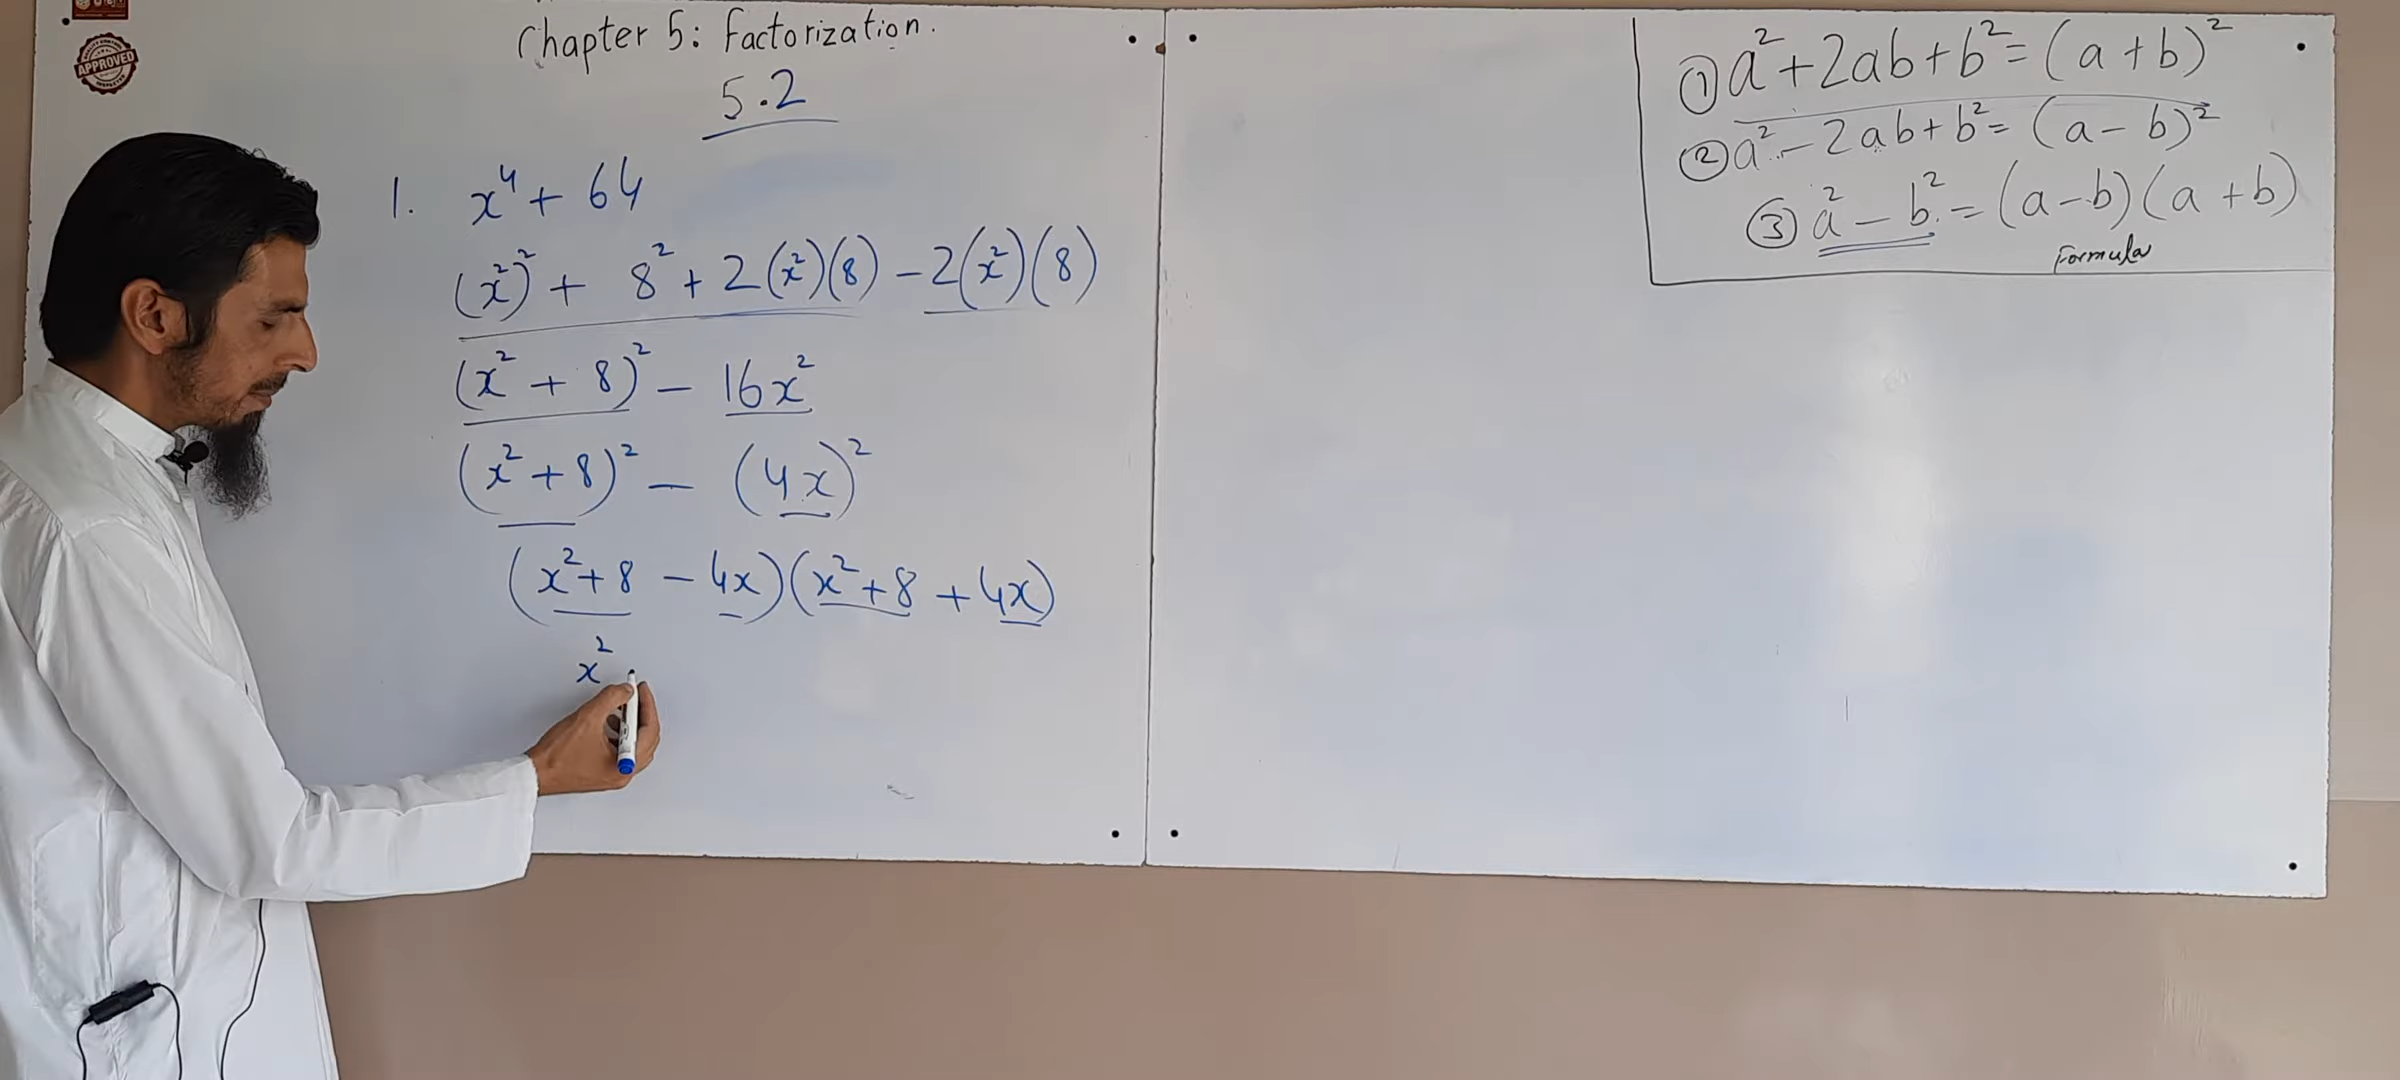 APPROVED
Chapter 5: Factorization.
5.2
1. x⁴ + 64
(x²)² + 8² + 2(x²)(8) - 2(x²)(8)
(x² + 8)² - 16x²
(x² + 8)² - (4x)²
(x²+8 - 4x)(x²+8 + 4x)
x²
① a²+2ab+b²=(a+b)²
② a²-2ab+b²=(a-b)²
③ a²-b²=(a-b)(a+b)
Formula